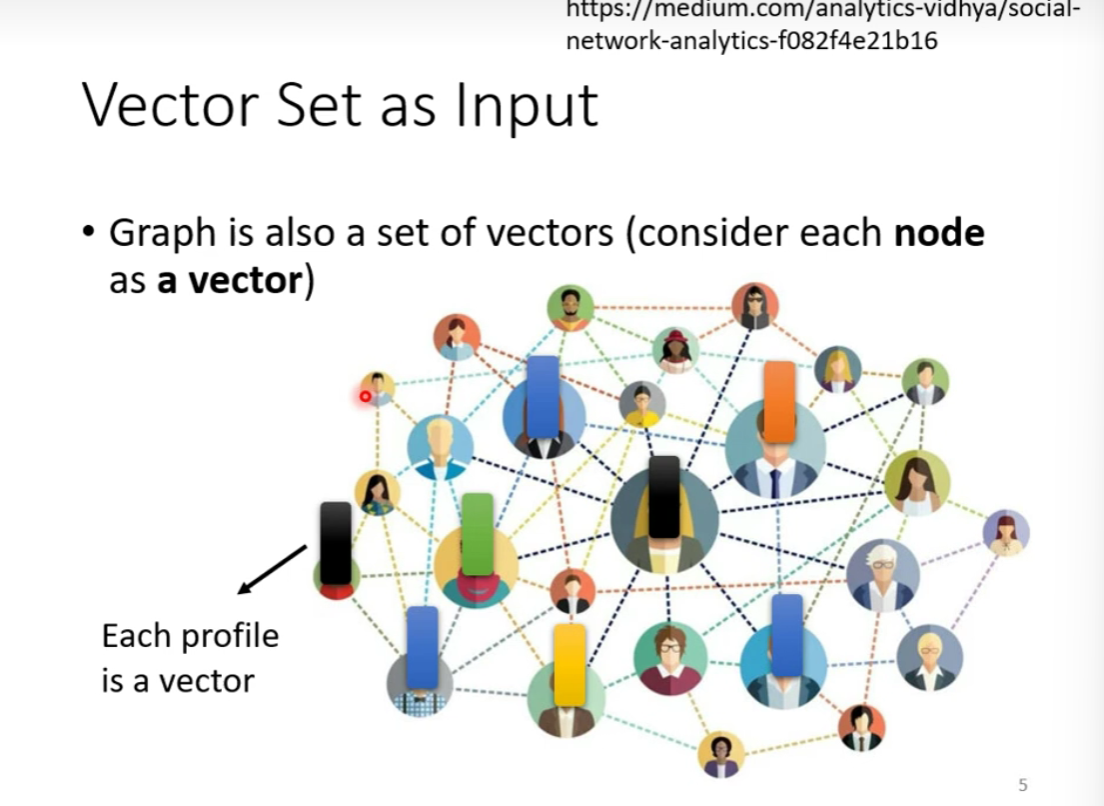 https://medium.com/analytics-vidhya/social-
network-analytics-f082f4e21b16
Vector Set as Input
• Graph is also a set of vectors (consider each node
as a vector)
Each profile
is a vector
5